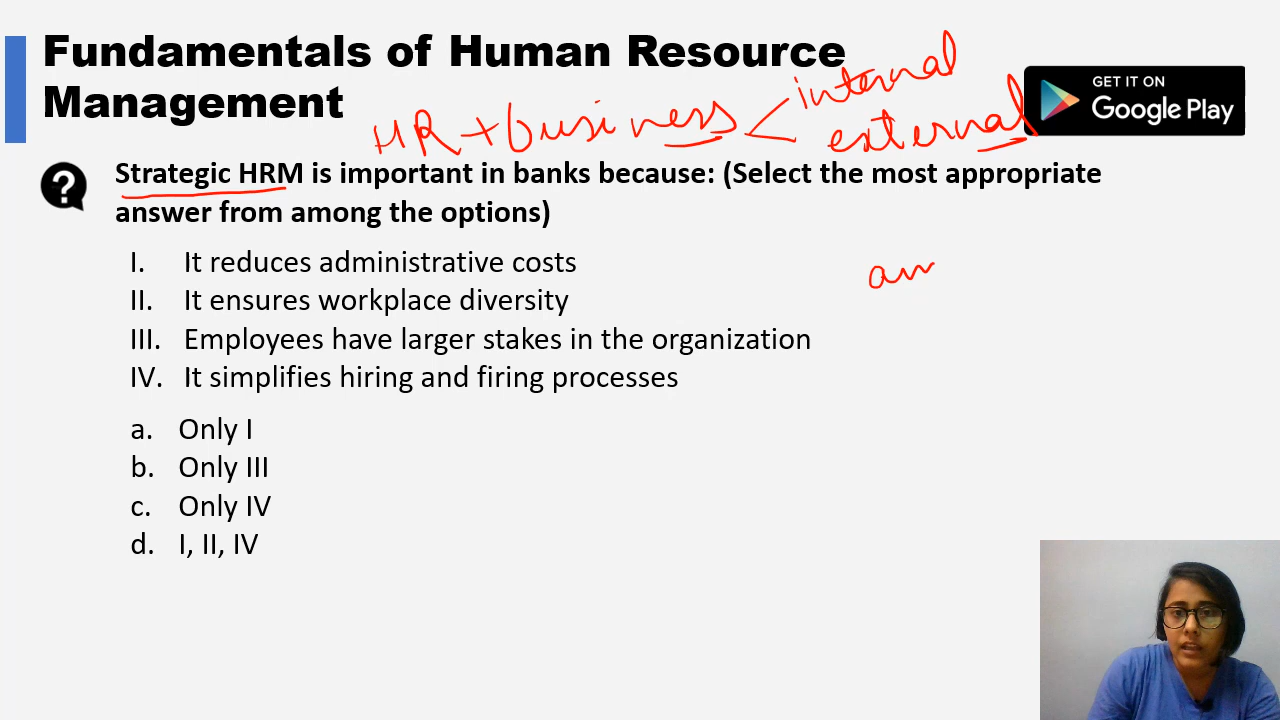 Fundamentals of Human Resource
Management
HR + business < internal
external
GET IT ON
Google Play
Strategic HRM is important in banks because: (Select the most appropriate
answer from among the options)
I. It reduces administrative costs
II. It ensures workplace diversity
III. Employees have larger stakes in the organization
IV. It simplifies hiring and firing processes
a. Only I
b. Only III
c. Only IV
d. I, II, IV